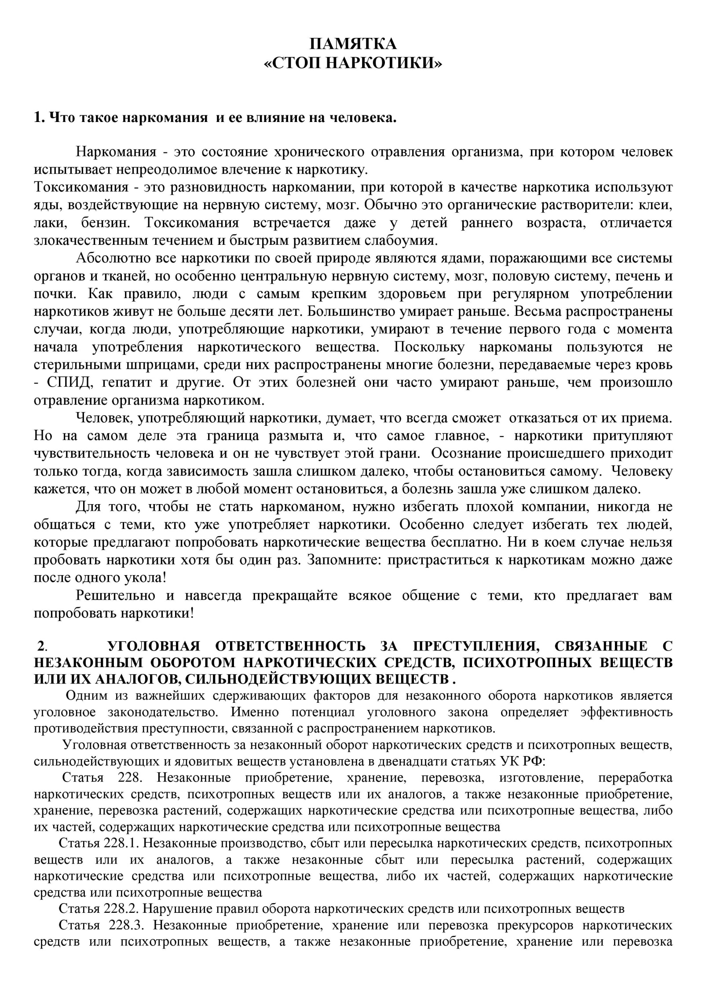 ПАМЯТКА
«СТОП НАРКОТИКИ»
1. Что такое наркомания  и ее влияние на человека.
Наркомания - это состояние хронического отравления организма, при котором человек
испытывает непреодолимое влечение к наркотику.
Токсикомания - это разновидность наркомании, при которой в качестве наркотика используют
яды, воздействующие на нервную систему, мозг. Обычно это органические растворители: клеи,
лаки, бензин. Токсикомания встречается даже у детей раннего возраста, отличается
злокачественным течением и быстрым развитием слабоумия.
Абсолютно все наркотики по своей природе являются ядами, поражающими все системы
органов и тканей, но особенно центральную нервную систему, мозг, половую систему, печень и
почки. Как правило, люди с самым крепким здоровьем при регулярном употреблении
наркотиков живут не больше десяти лет. Большинство умирает раньше. Весьма распространены
случаи, когда люди, употребляющие наркотики, умирают в течение первого года с момента
начала употребления наркотического вещества. Поскольку наркоманы пользуются не
стерильными шприцами, среди них распространены многие болезни, передаваемые через кровь
- СПИД, гепатит и другие. От этих болезней они часто умирают раньше, чем произошло
отравление организма наркотиком.
Человек, употребляющий наркотики, думает, что всегда сможет  отказаться от их приема.
Но на самом деле эта граница размыта и, что самое главное, - наркотики притупляют
чувствительность человека и он не чувствует этой грани.  Осознание происшедшего приходит
только тогда, когда зависимость зашла слишком далеко, чтобы остановиться самому.  Человеку
кажется, что он может в любой момент остановиться, а болезнь зашла уже слишком далеко.
Для того, чтобы не стать наркоманом, нужно избегать плохой компании, никогда не
общаться с теми, кто уже употребляет наркотики. Особенно следует избегать тех людей,
которые предлагают попробовать наркотические вещества бесплатно. Ни в коем случае нельзя
пробовать наркотики хотя бы один раз. Запомните: пристраститься к наркотикам можно даже
после одного укола!
Решительно и навсегда прекращайте всякое общение с теми, кто предлагает вам
попробовать наркотики!
2. УГОЛОВНАЯ ОТВЕТСТВЕННОСТЬ ЗА ПРЕСТУПЛЕНИЯ, СВЯЗАННЫЕ С
НЕЗАКОННЫМ ОБОРОТОМ НАРКОТИЧЕСКИХ СРЕДСТВ, ПСИХОТРОПНЫХ ВЕЩЕСТВ
ИЛИ ИХ АНАЛОГОВ, СИЛЬНОДЕЙСТВУЮЩИХ ВЕЩЕСТВ .
Одним из важнейших сдерживающих факторов для незаконного оборота наркотиков является
уголовное законодательство. Именно потенциал уголовного закона определяет эффективность
противодействия преступности, связанной с распространением наркотиков.
Уголовная ответственность за незаконный оборот наркотических средств и психотропных веществ,
сильнодействующих и ядовитых веществ установлена в двенадцати статьях УК РФ:
Статья 228. Незаконные приобретение, хранение, перевозка, изготовление, переработка
наркотических средств, психотропных веществ или их аналогов, а также незаконные приобретение,
хранение, перевозка растений, содержащих наркотические средства или психотропные вещества, либо
их частей, содержащих наркотические средства или психотропные вещества
Статья 228.1. Незаконные производство, сбыт или пересылка наркотических средств, психотропных
веществ или их аналогов, а также незаконные сбыт или пересылка растений, содержащих
наркотические средства или психотропные вещества, либо их частей, содержащих наркотические
средства или психотропные вещества
Статья 228.2. Нарушение правил оборота наркотических средств или психотропных веществ
Статья 228.3. Незаконные приобретение, хранение или перевозка прекурсоров наркотических
средств или психотропных веществ, а также незаконные приобретение, хранение или перевозка